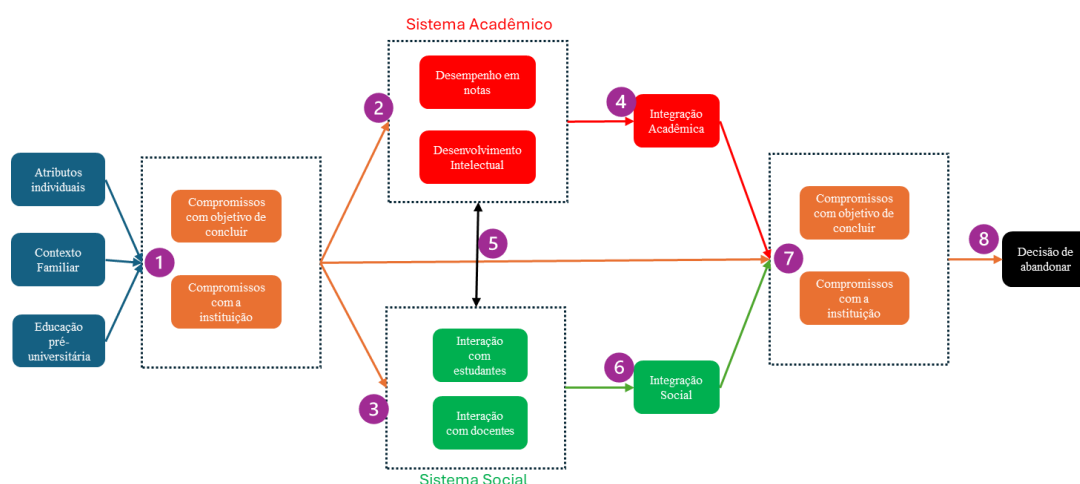 Sistema Acadêmico
Desempenho em
notas
2
4
Integração
Acadêmica
Desenvolvimento
Intelectual
Atributos
individuais
Compromissos
com objetivo de
concluir
Contexto
Familiar
1
Compromissos
com a
instituição
Educação
pré-
universitária
5
7
Compromissos
com objetivo de
concluir
Compromissos
com a
instituição
8
Decisão de
abandonar
Interação
com
estudantes
3
6
Integração
Social
Interação
com docentes
Sistema Social